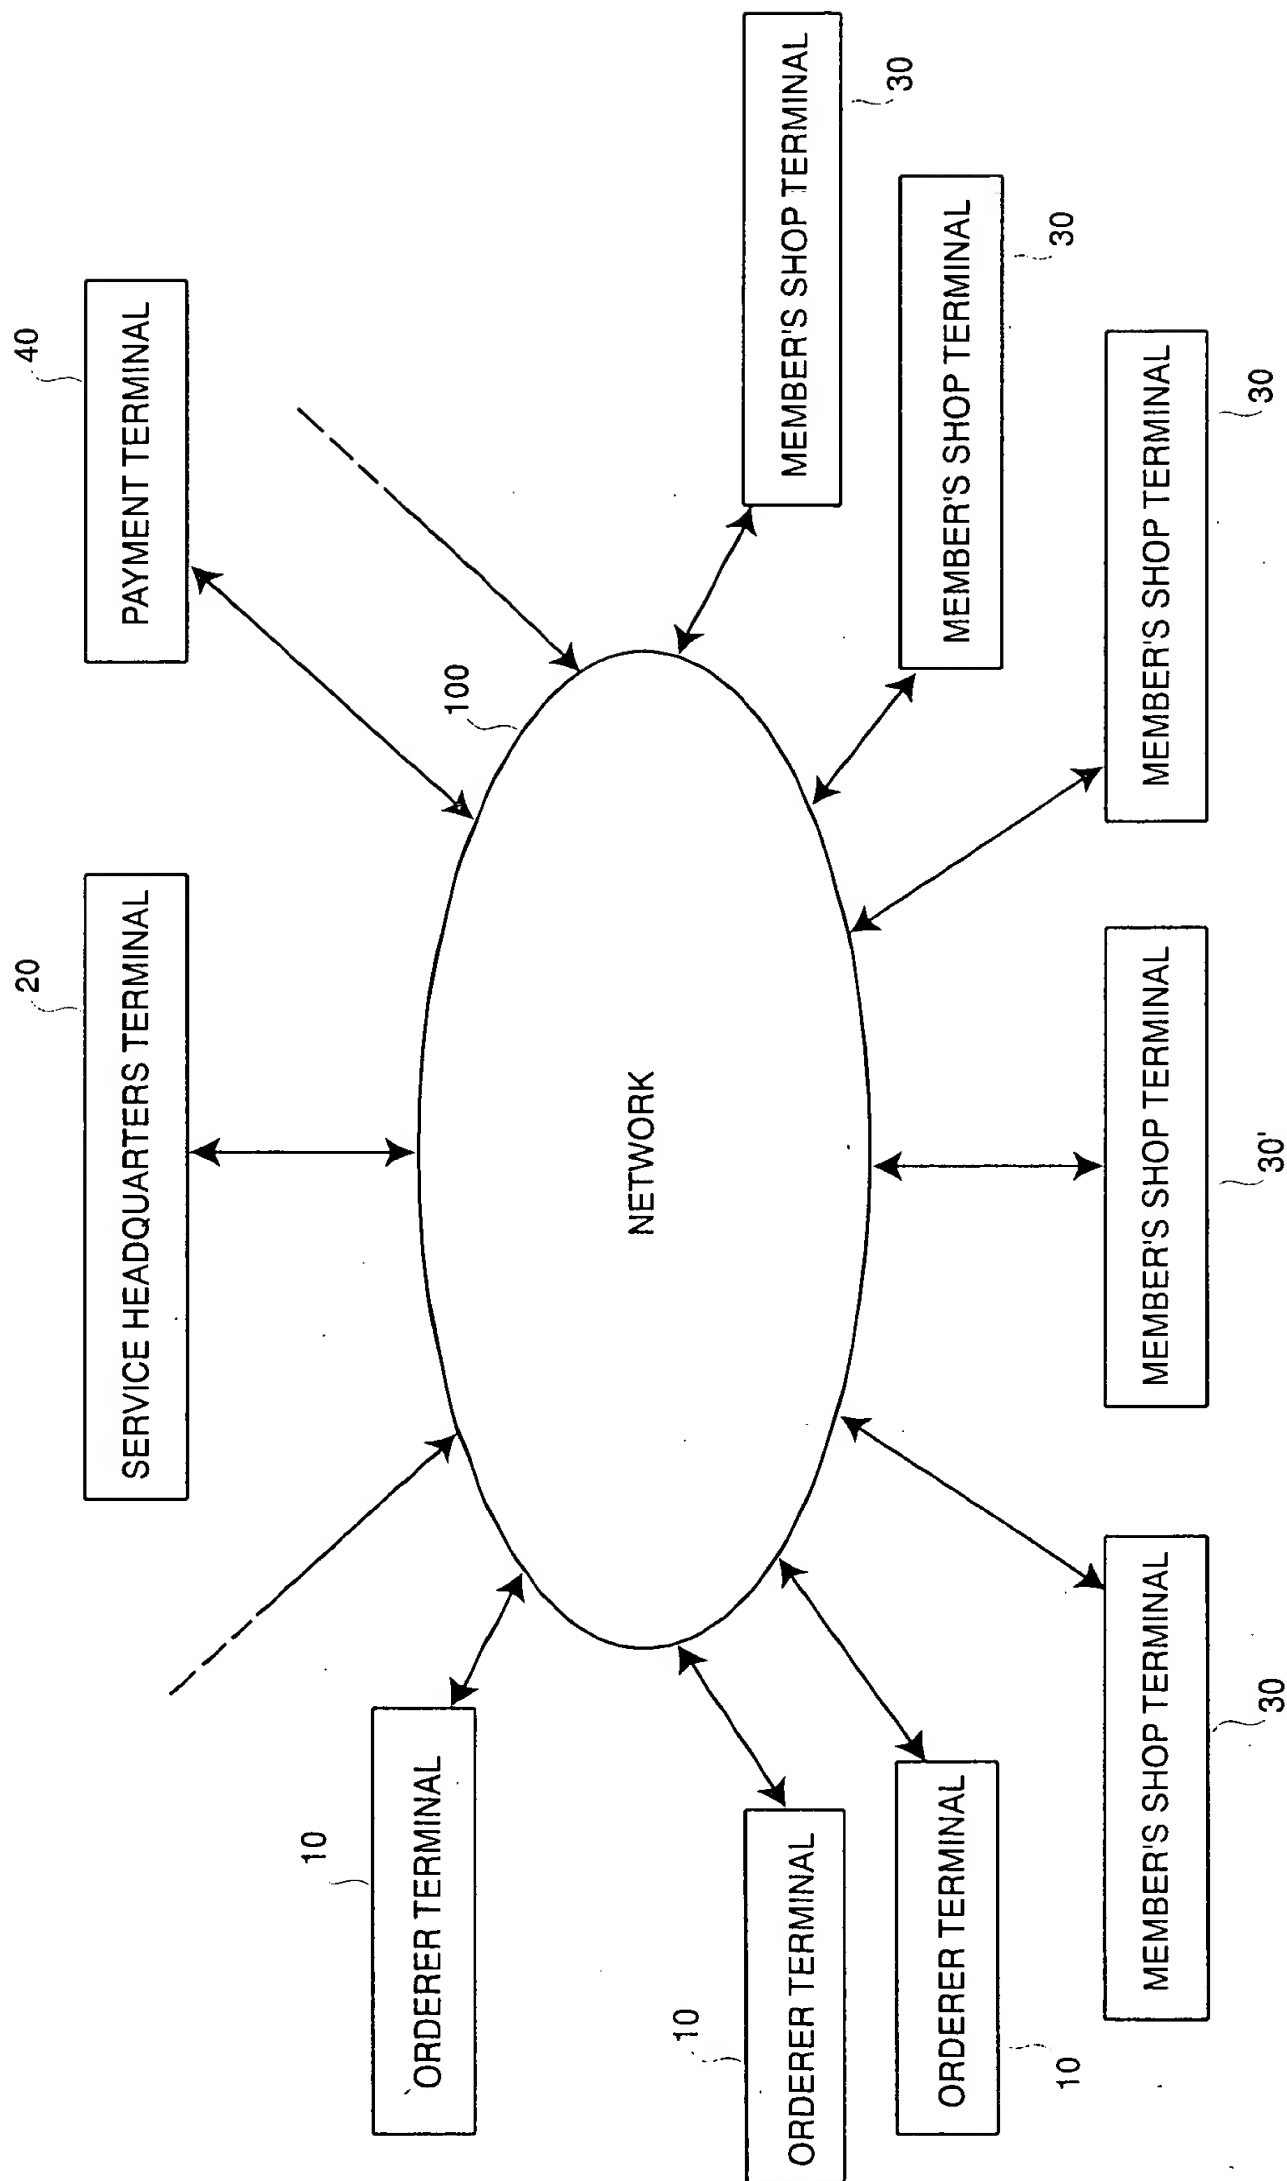 20
SERVICE HEADQUARTERS TERMINAL
40
PAYMENT TERMINAL
10
ORDERER TERMINAL
100
NETWORK
10
ORDERER TERMINAL
ORDERER TERMINAL
10
MEMBER'S SHOP TERMINAL
30
MEMBER'S SHOP TERMINAL
30
MEMBER'S SHOP TERMINAL
30
MEMBER'S SHOP TERMINAL
30'
MEMBER'S SHOP TERMINAL
30